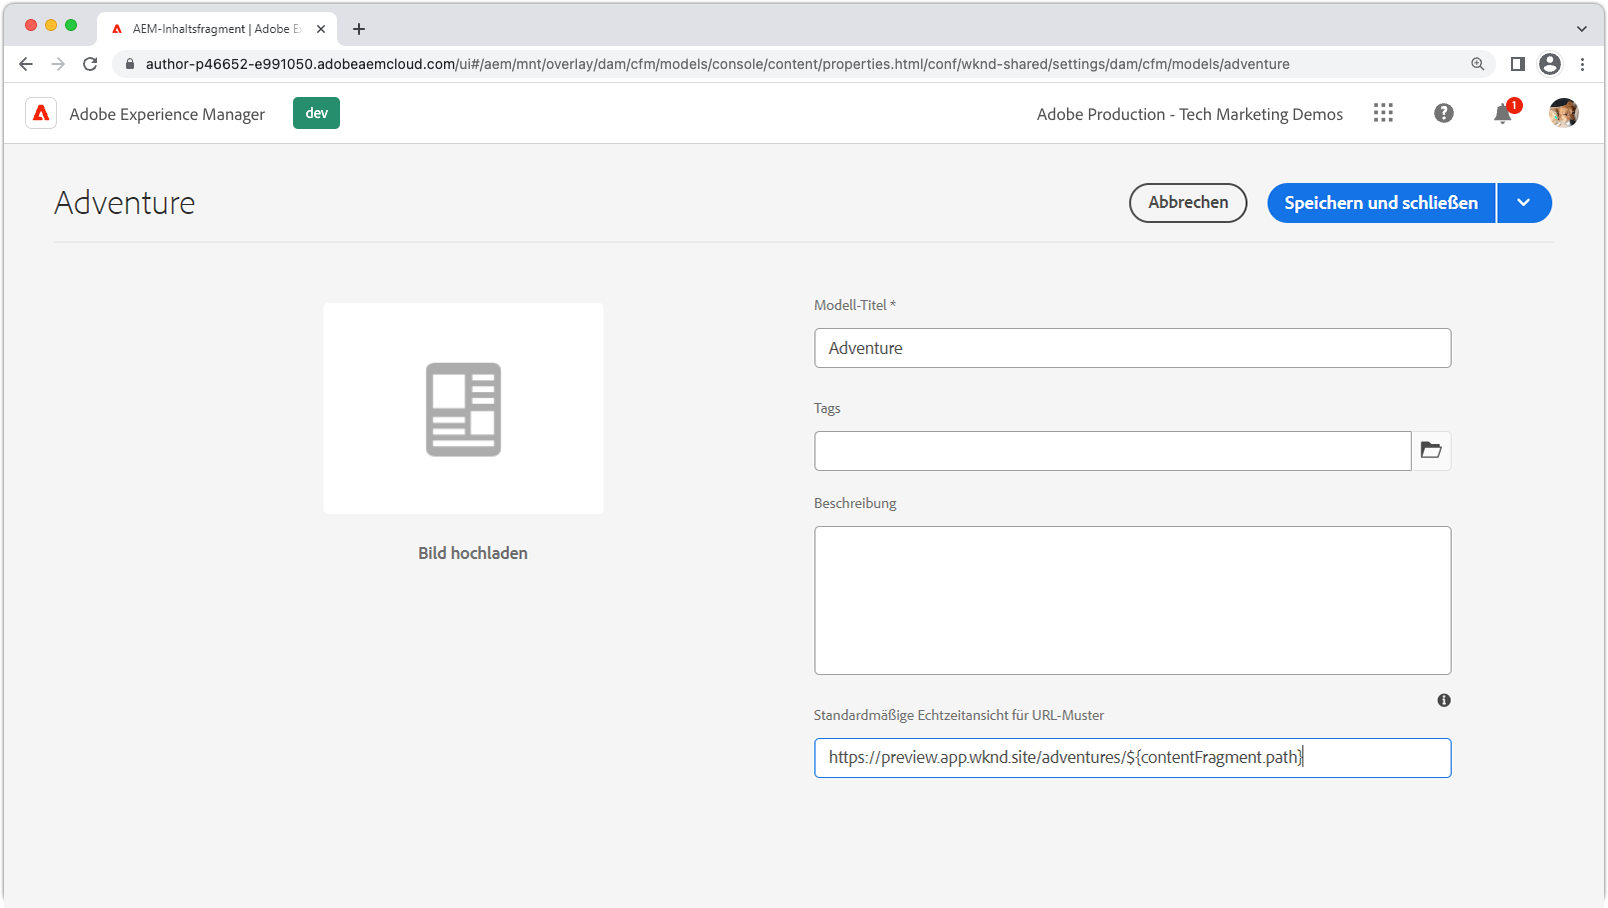 AEM-Inhaltsfragment | Adobe Ex
author-p46652-e991050.adobeaemcloud.com/ui#/aem/mnt/overlay/dam/cfm/models/console/content/properties.html/conf/wknd-shared/settings/dam/cfm/models/adventure
Adobe Experience Manager
dev
Adobe Production - Tech Marketing Demos
1
Adventure
Abbrechen
Speichern und schließen
Bild hochladen
Modell-Titel *
Adventure
Tags
Beschreibung
Standardmäßige Echtzeitansicht für URL-Muster
https://preview.app.wknd.site/adventures/${contentFragment.path}